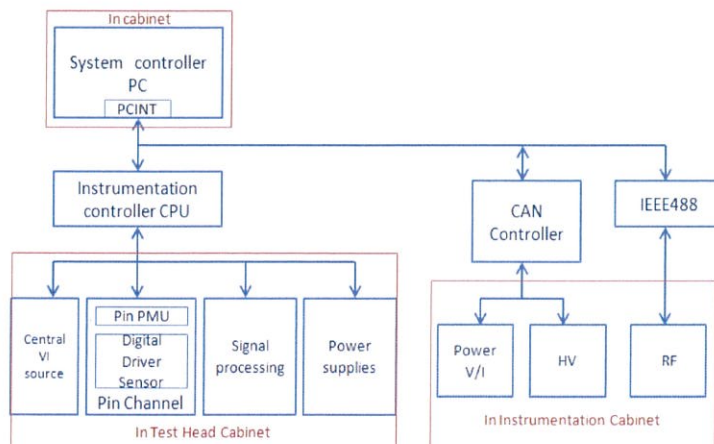 In cabinet
System controller
PC
PCINT
Instrumentation
controller CPU
CAN
Controller
IEEE488
Central
VI
source
Pin PMU
Digital
Driver
Sensor
Pin Channel
Signal
processing
Power
supplies
Power
V/I
HV
RF
In Test Head Cabinet
In Instrumentation Cabinet